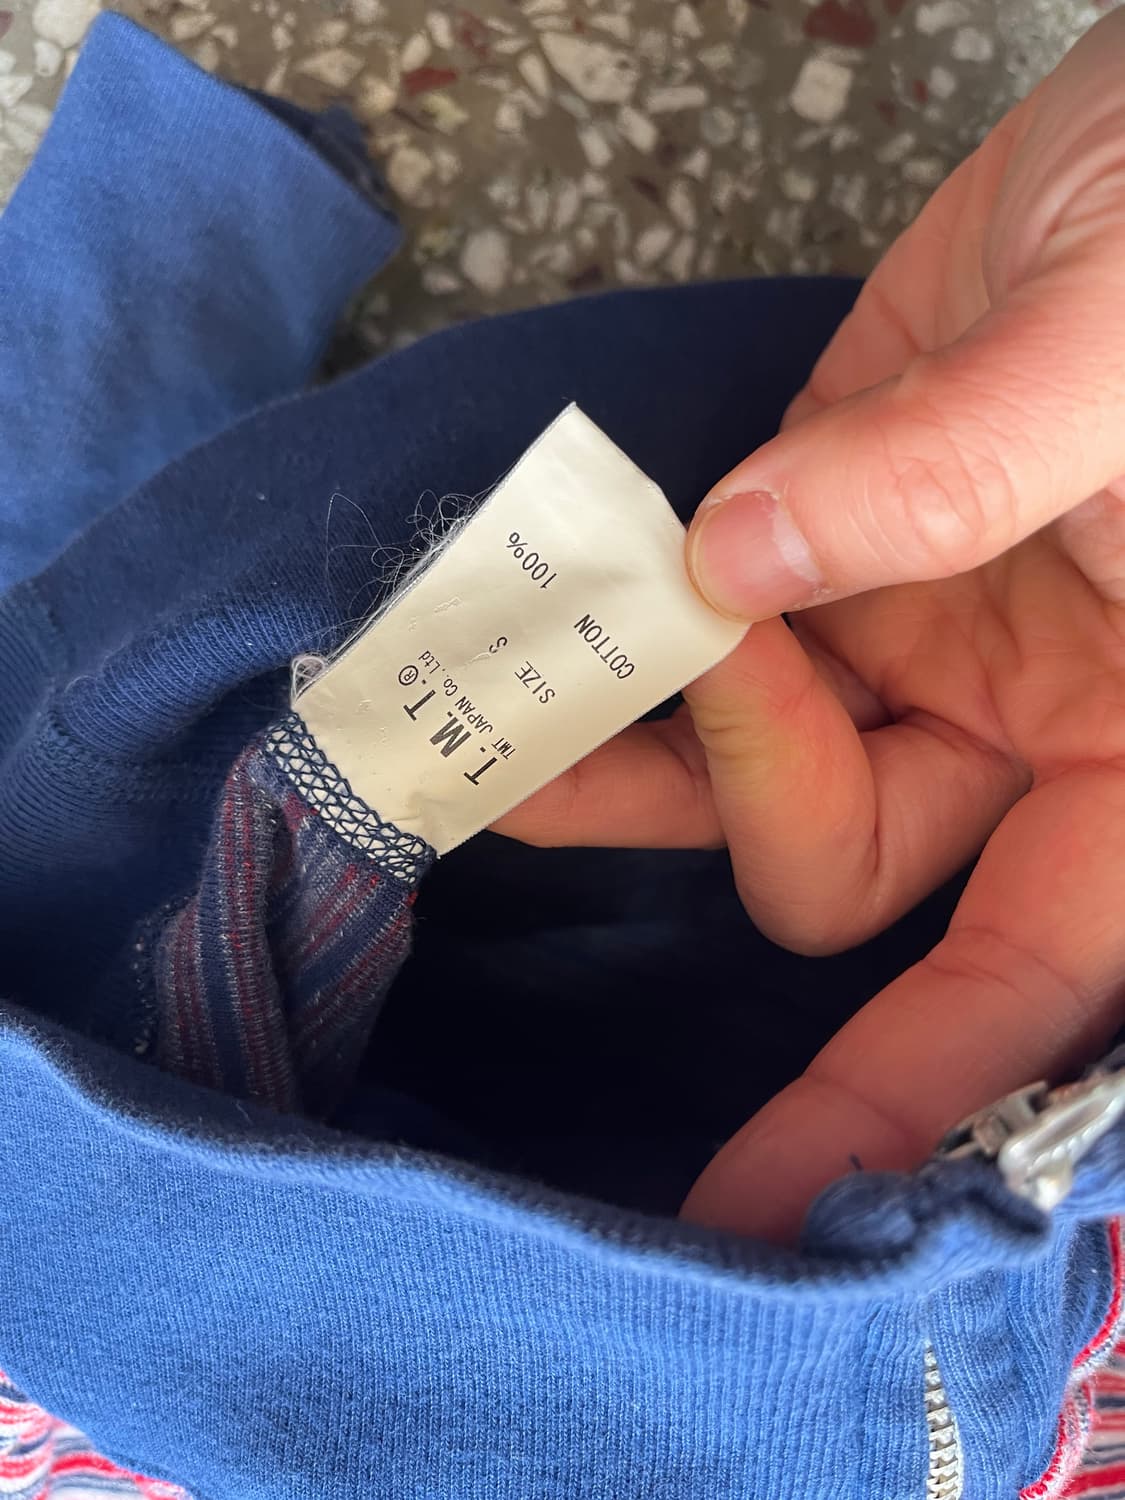 T. M. T.®
TMT JAPAN Co., Ltd
SIZE S
COTTON 100%